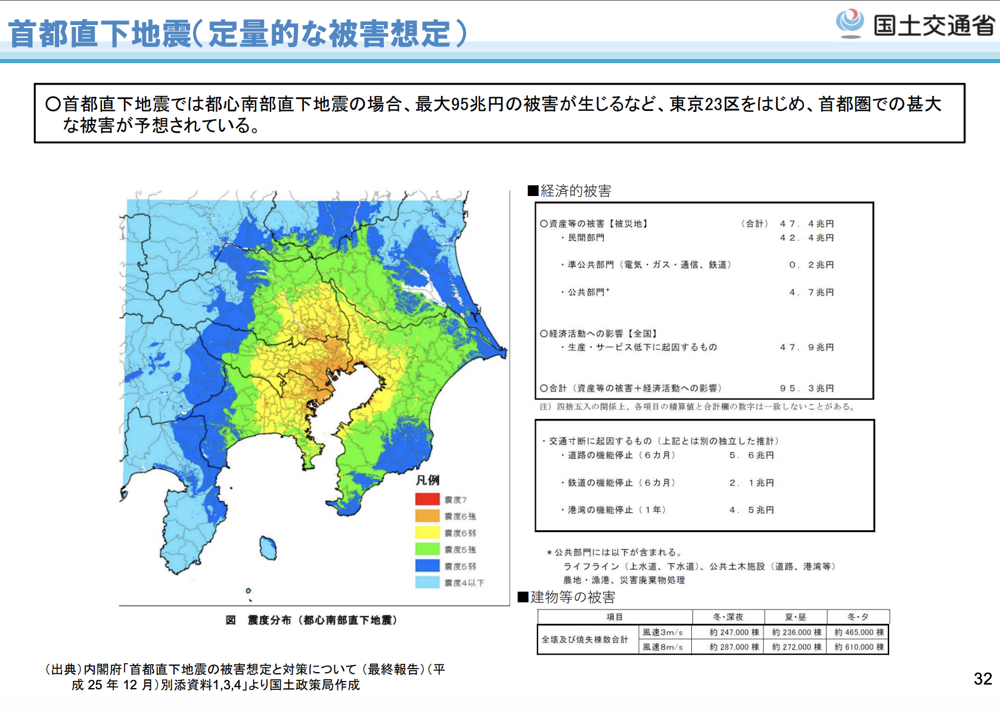 首都直下地震（定量的な被害想定）
国土交通省
〇首都直下地震では都心南部直下地震の場合、最大95兆円の被害が生じるなど、東京23区をはじめ、首都圏での甚大
な被害が予想されている。
凡例
震度7
震度6強
震度6弱
震度5強
震度5弱
震度4以下
図　震度分布（都心南部直下地震）
（出典）内閣府「首都直下地震の被害想定と対策について（最終報告）（平
成 25 年 12 月）別添資料1,3,4」より国土政策局作成
■経済的被害
〇資産等の被害【被災地】　（合計）　４７．４兆円
・民間部門　４２．４兆円
・準公共部門（電気・ガス・通信、鉄道）　０．２兆円
・公共部門*　４．７兆円
〇経済活動への影響【全国】
・生産・サービス低下に起因するもの　４７．９兆円
〇合計（資産等の被害＋経済活動への影響）　９５．３兆円
注）四捨五入の関係上、各項目の積算値と合計欄の数字は一致しないことがある。
・交通寸断に起因するもの（上記とは別の独立した推計）
・道路の機能停止（６カ月）　５．６兆円
・鉄道の機能停止（６カ月）　２．１兆円
・港湾の機能停止（１年）　４．５兆円
＊公共部門には以下が含まれる。
ライフライン（上水道、下水道）、公共土木施設（道路、港湾等）
農地・漁港、災害廃棄物処理
■建物等の被害
項目　冬・深夜　夏・昼　冬・夕
全壊及び焼失棟数合計　風速3m/s　約 247,000 棟　約 236,000 棟　約 465,000 棟
風速8m/s　約 287,000 棟　約 272,000 棟　約 610,000 棟
32